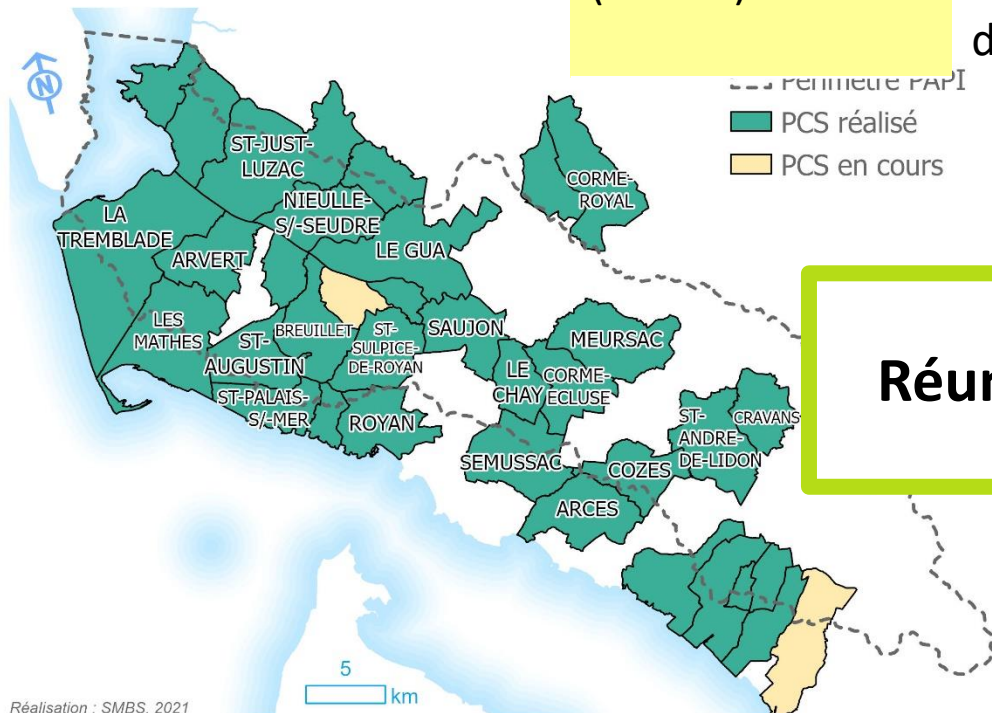 d
Périmètre PAPI
PCS réalisé
PCS en cours
N
ST-JUST-
LUZAC
CORME-
ROYAL
NIEULLE-
S/-SEUDRE
LA
TREMBLADE
LE GUA
ARVERT
LES
MATHES
BREUILLET
ST-
SULPICE-
DE-ROYAN
SAUJON
MEURSAC
ST-
AUGUSTIN
LE
CHAY
CORME-
ECLUSE
ST-PALAIS-
S/-MER
ROYAN
ST-
ANDRE-
DE-LIDON
CRAVANS
SEMUSSAC
COZES
ARCES
Réun
5
km
Réalisation : SMBS, 2021